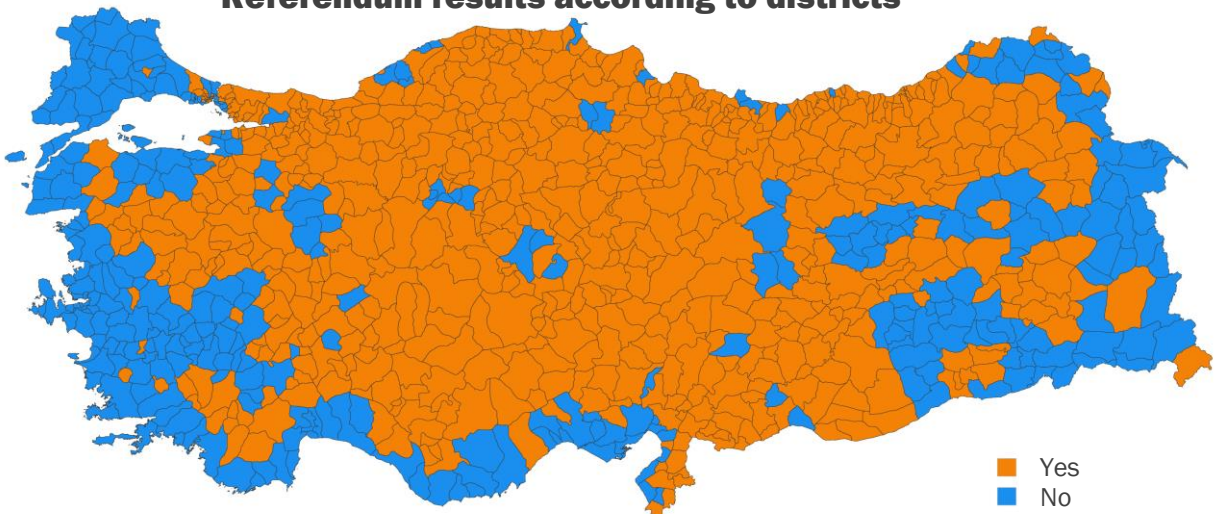 Referendum results according to districts
Yes
No